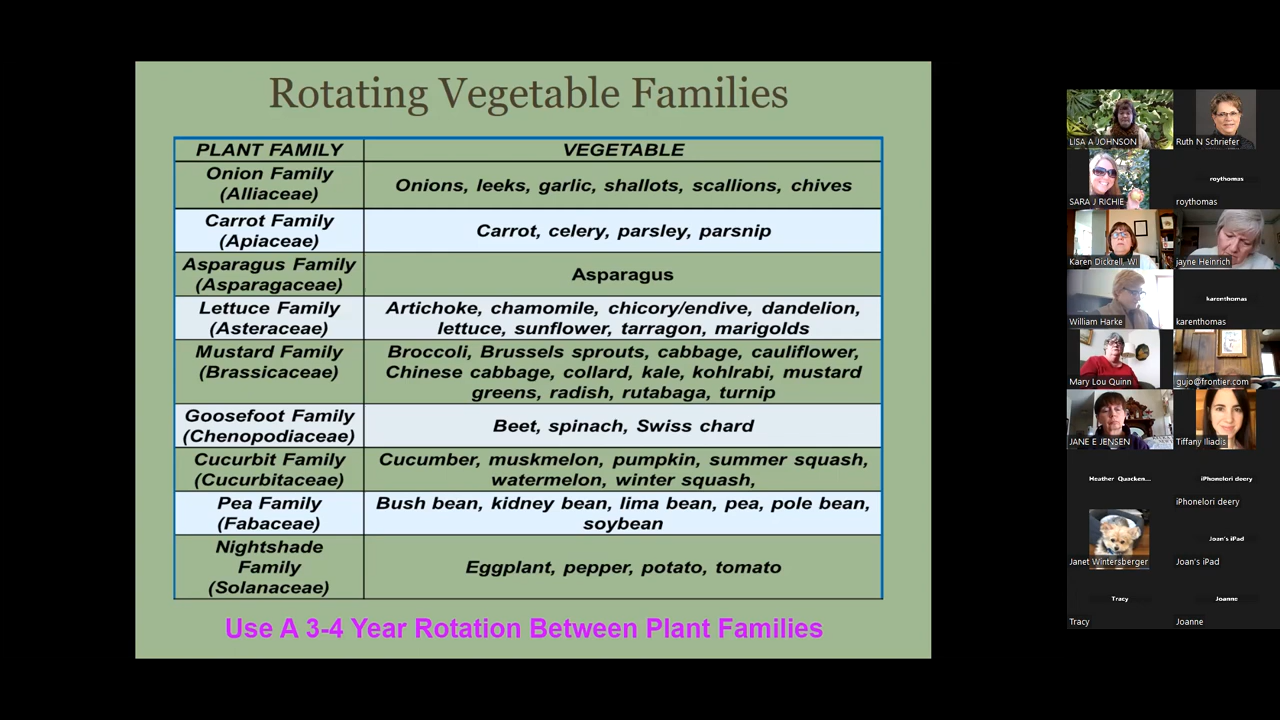 Rotating Vegetable Families
PLANT FAMILY
VEGETABLE
Onion Family
(Alliaceae)
Onions, leeks, garlic, shallots, scallions, chives
Carrot Family
(Apiaceae)
Carrot, celery, parsley, parsnip
Asparagus Family
(Asparagaceae)
Asparagus
Lettuce Family
(Asteraceae)
Artichoke, chamomile, chicory/endive, dandelion,
lettuce, sunflower, tarragon, marigolds
Mustard Family
(Brassicaceae)
Broccoli, Brussels sprouts, cabbage, cauliflower,
Chinese cabbage, collard, kale, kohlrabi, mustard
greens, radish, rutabaga, turnip
Goosefoot Family
(Chenopodiaceae)
Beet, spinach, Swiss chard
Cucurbit Family
(Cucurbitaceae)
Cucumber, muskmelon, pumpkin, summer squash,
watermelon, winter squash,
Pea Family
(Fabaceae)
Bush bean, kidney bean, lima bean, pea, pole bean,
soybean
Nightshade
Family
(Solanaceae)
Eggplant, pepper, potato, tomato
Use A 3-4 Year Rotation Between Plant Families
LISA A JOHNSON
Ruth N Schriefer
SARA J RICHIE
roythomas
roythomas
Karen Dickrell, WI
jayne Heinrich
William Harke
karenthomas
karenthomas
Mary Lou Quinn
gujo@frontier.com
JANE E JENSEN
Tiffany Iliadis
Heather Quacken...
iPhonelori deery
iPhonelori deery
Janet Wintersberger
Joan's iPad
Joan's iPad
Tracy
Joanne
Tracy
Joanne